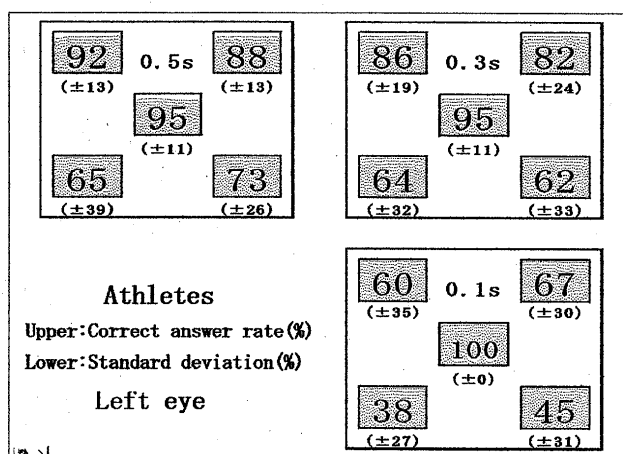 92 0.5s 88
(±13) (±13)
95
(±11)
65 73
(±39) (±26)
86 0.3s 82
(±19) (±24)
95
(±11)
64 62
(±32) (±33)
Athletes
Upper:Correct answer rate(%)
Lower:Standard deviation(%)
Left eye
60 0.1s 67
(±35) (±30)
100
(±0)
38 45
(±27) (±31)